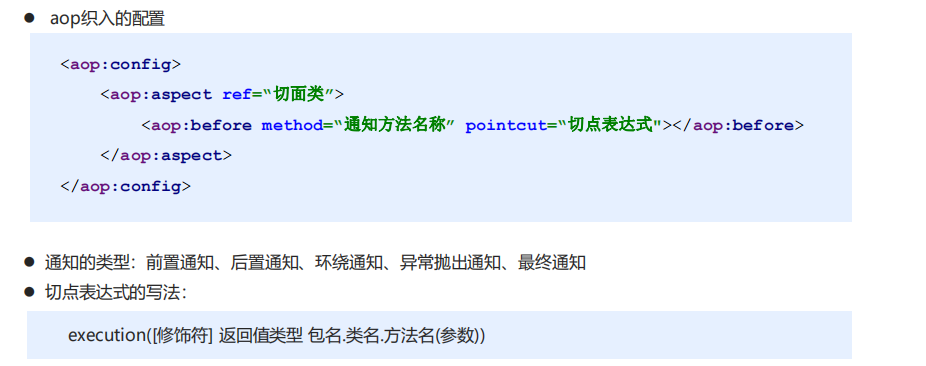 ● aop织入的配置
<aop:config>
<aop:aspect ref=“切面类”>
<aop:before method=“通知方法名称” pointcut=“切点表达式"></aop:before>
</aop:aspect>
</aop:config>
● 通知的类型：前置通知、后置通知、环绕通知、异常抛出通知、最终通知
● 切点表达式的写法：
execution([修饰符] 返回值类型 包名.类名.方法名(参数))